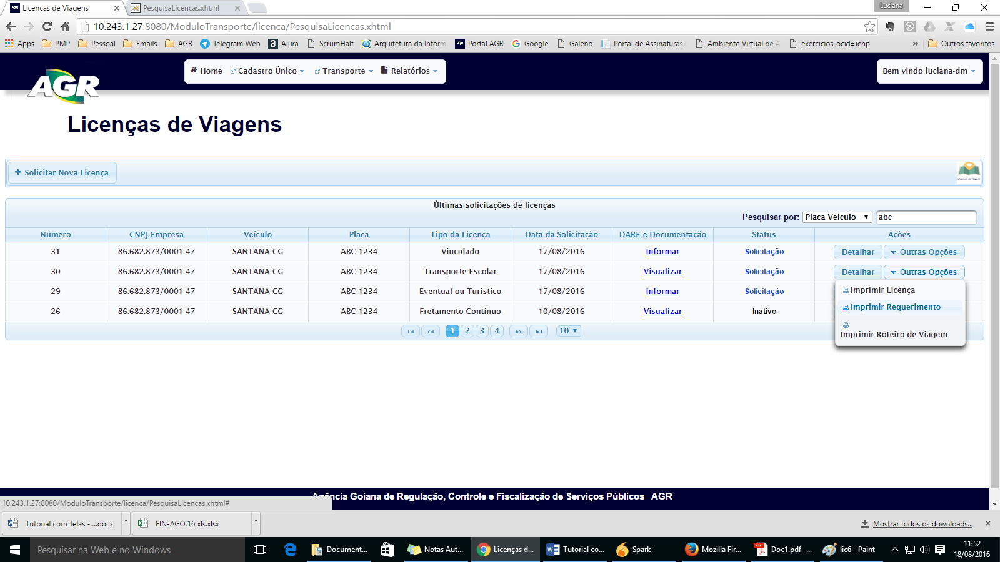 Licenças de Viagens
PesquisaLicencas.xhtml
Luciana
10.243.1.27:8080/ModuloTransporte/licenca/PesquisaLicencas.xhtml
Apps PMP Pessoal Emails AGR Telegram Web Alura ScrumHalf Arquitetura da Inform Portal AGR Google Galeno Portal de Assinaturas Ambiente Virtual de A exercicios-ocid=iehp » Outros favoritos
AGR
Home Cadastro Único Transporte Relatórios
Bem vindo luciana-dm
Licenças de Viagens
+ Solicitar Nova Licença
Licenças de Viagens
Últimas solicitações de licenças
Pesquisar por: Placa Veículo abc
Número CNPJ Empresa Veículo Placa Tipo da Licença Data da Solicitação DARE e Documentação Status Ações
31 86.682.873/0001-47 SANTANA CG ABC-1234 Vinculado 17/08/2016 Informar Solicitação Detalhar Outras Opções
30 86.682.873/0001-47 SANTANA CG ABC-1234 Transporte Escolar 17/08/2016 Visualizar Solicitação Detalhar Outras Opções
29 86.682.873/0001-47 SANTANA CG ABC-1234 Eventual ou Turístico 17/08/2016 Informar Solicitação
26 86.682.873/0001-47 SANTANA CG ABC-1234 Fretamento Contínuo 10/08/2016 Visualizar Inativo
Imprimir Licença
Imprimir Requerimento
Imprimir Roteiro de Viagem
1 2 3 4 10
Agência Goiana de Regulação, Controle e Fiscalização de Serviços Públicos AGR
10.243.1.27:8080/ModuloTransporte/licenca/PesquisaLicencas.xhtml#
Tutorial com Telas -....docx
FIN-AGO.16 xls.xlsx
Mostrar todos os downloads...
Pesquisar na Web e no Windows
Document... Notas Aut... Licenças d... Tutorial co... Spark Mozilla Fir... Doc1.pdf -... lic6 - Paint
11:52
18/08/2016